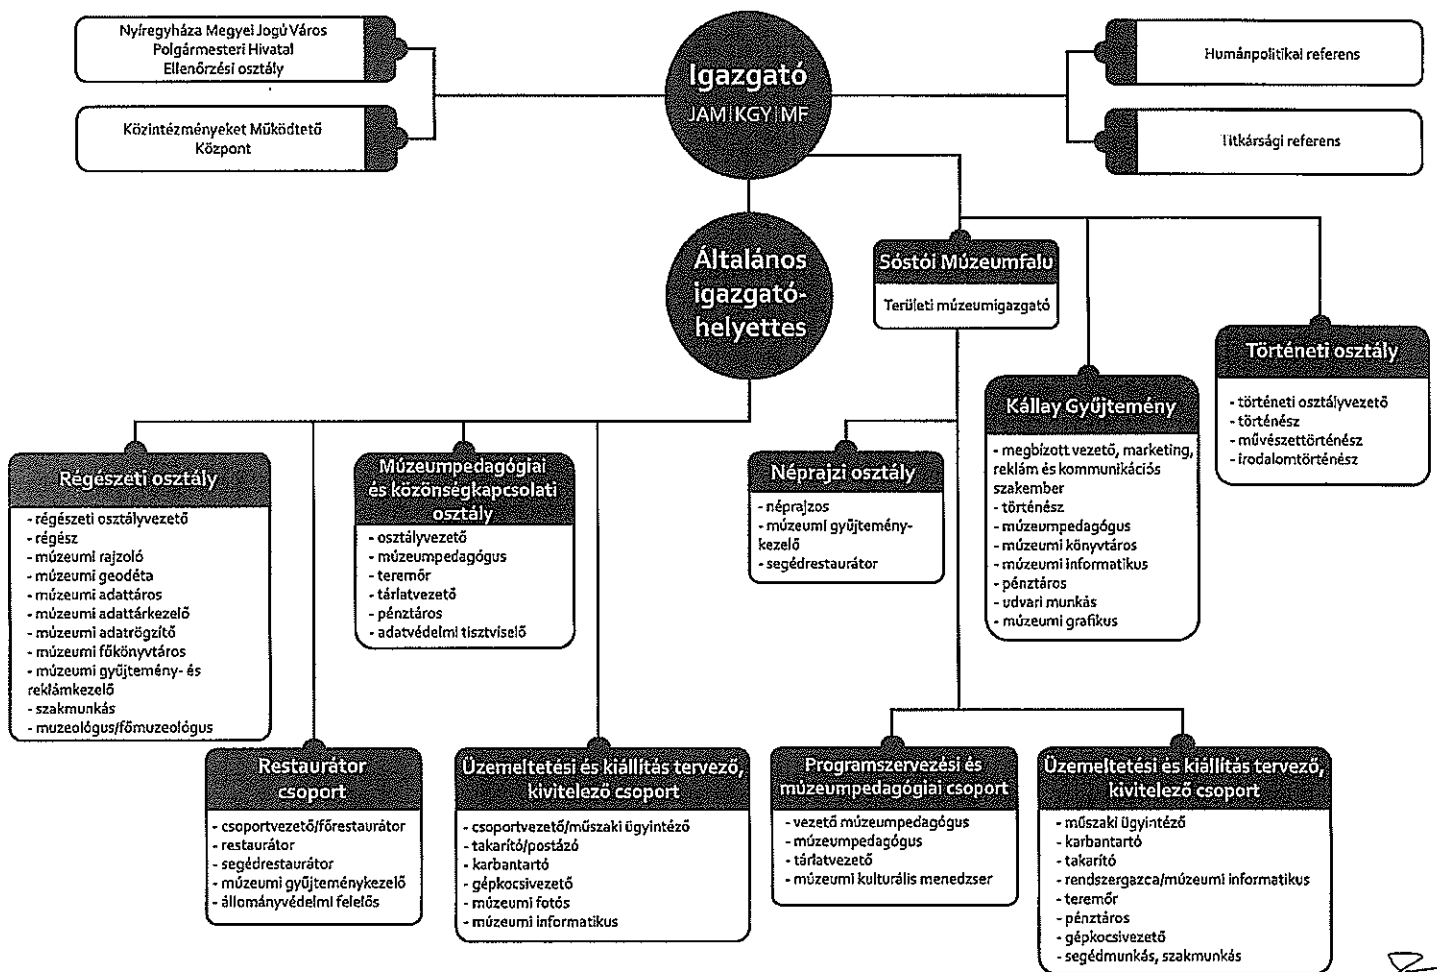 Nyíregyháza Megyei Jogú Város
Polgármesteri Hivatal
Ellenőrzési osztály
Közintézményeket Működtető
Központ
Igazgató
JAM|KGY|MF
Humánpolitikai referens
Titkársági referens
Általános
igazgató-
helyettes
Sóstói Múzeumfalu
Területi múzeumigazgató
Történeti osztály
- történeti osztályvezető
- történész
- művészettörténész
- irodalomtörténész
Kállay Gyűjtemény
- megbízott vezető, marketing,
reklám és kommunikációs
szakember
- történész
- múzeumpedagógus
- múzeumi könyvtáros
- múzeumi informatikus
- pénztáros
- udvari munkás
- múzeumi grafikus
Régészeti osztály
- régészeti osztályvezető
- régész
- múzeumi rajzoló
- múzeumi geodéta
- múzeumi adattáros
- múzeumi adattárkezelő
- múzeumi adatrögzítő
- múzeumi főkönyvtáros
- múzeumi gyűjtemény- és
reklámkezelő
- szakmunkás
- muzeológus/főmuzeológus
Múzeumpedagógiai
és közönségkapcsolati
osztály
- osztályvezető
- múzeumpedagógus
- teremőr
- tárlatvezető
- pénztáros
- adatvédelmi tisztviselő
Néprajzi osztály
- néprajzos
- múzeumi gyűjtemény-
kezelő
- segédrestaurátor
Restaurátor
csoport
- csoportvezető/főrestaurátor
- restaurátor
- segédrestaurátor
- múzeumi gyűjteménykezelő
- állományvédelmi felelős
Üzemeltetési és kiállítás tervező,
kivitelező csoport
- csoportvezető/műszaki ügyintéző
- takarító/postázó
- karbantartó
- gépkocsivezető
- múzeumi fotós
- múzeumi informatikus
Programszervezési és
múzeumpedagógiai csoport
- vezető múzeumpedagógus
- múzeumpedagógus
- tárlatvezető
- múzeumi kulturális menedzser
Üzemeltetési és kiállítás tervező,
kivitelező csoport
- műszaki ügyintéző
- karbantartó
- takarító
- rendszergazca/múzeumi informatikus
- teremőr
- pénztáros
- gépkocsivezető
- segédmunkás, szakmunkás